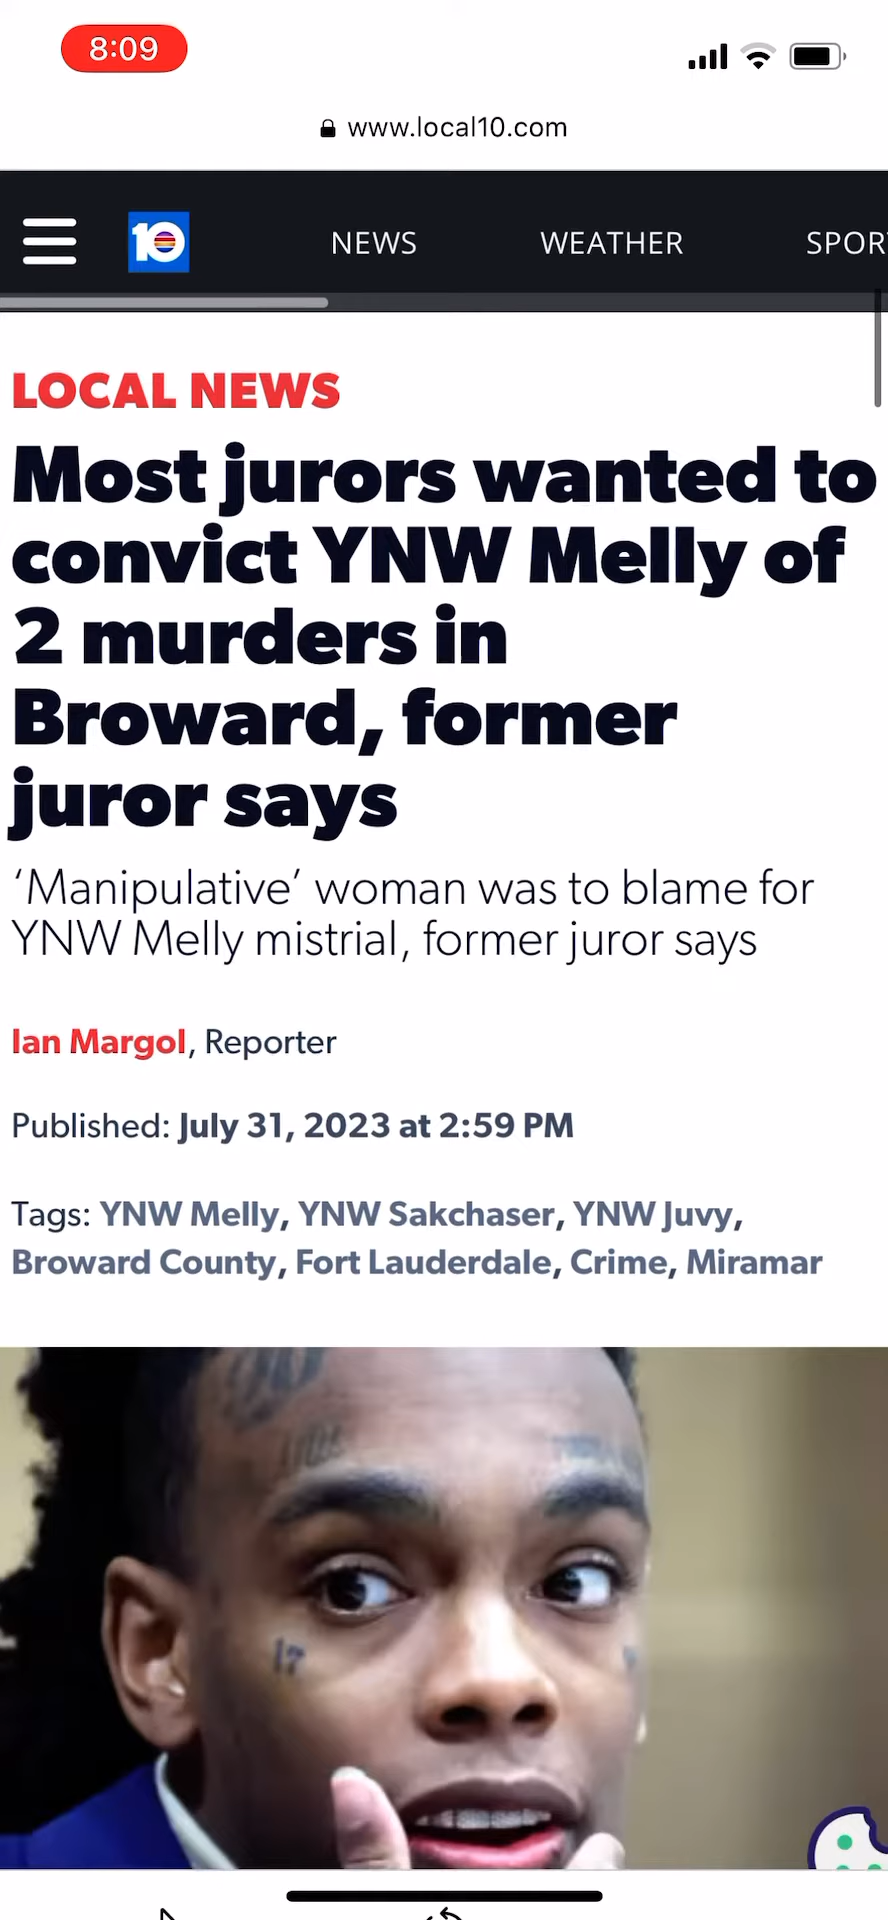 8:09
www.local10.com
10 NEWS WEATHER SPOR
LOCAL NEWS
Most jurors wanted to
convict YNW Melly of
2 murders in
Broward, former
juror says
‘Manipulative’ woman was to blame for
YNW Melly mistrial, former juror says
Ian Margol, Reporter
Published: July 31, 2023 at 2:59 PM
Tags: YNW Melly, YNW Sakchaser, YNW Juvy,
Broward County, Fort Lauderdale, Crime, Miramar
17